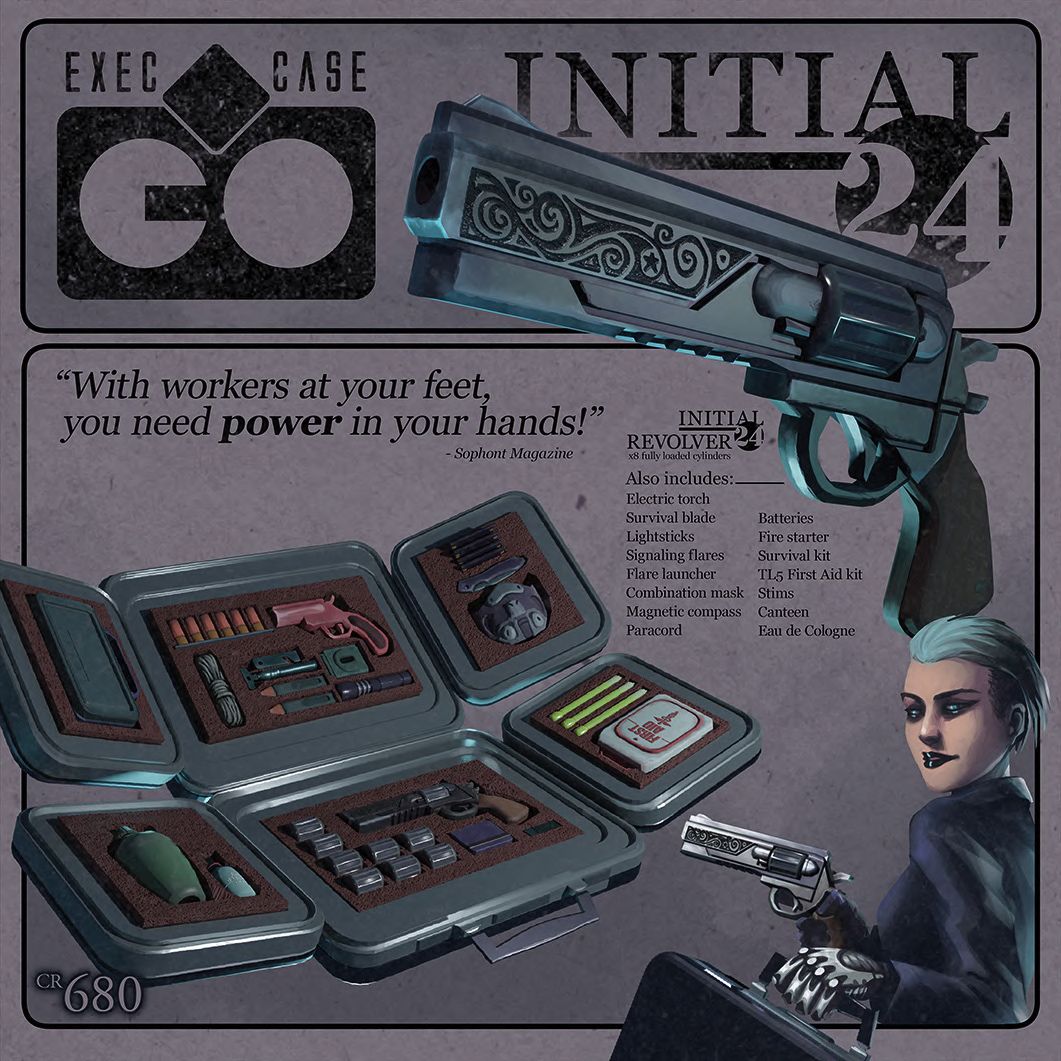 EXEC CASE
GO
INITIAL
24
“With workers at your feet,
you need power in your hands!”
- Sophont Magazine
INITIAL
REVOLVER 24
x8 fully loaded cylinders
Also includes:
Electric torch
Survival blade
Lightsticks
Signaling flares
Flare launcher
Combination mask
Magnetic compass
Paracord
Batteries
Fire starter
Survival kit
TL5 First Aid kit
Stims
Canteen
Eau de Cologne
FIRST
CR 680